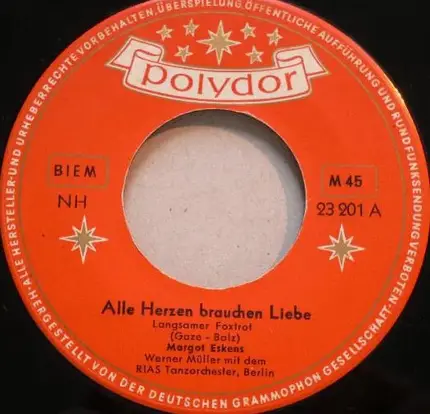 ALLE HERSTELLER- UND URHEBERRECHTE VORBEHALTEN, ÜBERSPIELUNG, ÖFFENTLICHE AUFFÜHRUNG UND RUNDFUNKSENDUNG VERBOTEN
polydor
BIEM
NH
M 45
23 201 A
Alle Herzen brauchen Liebe
Langsamer Foxtrot
(Gaze - Balz)
Margot Eskens
Werner Müller mit dem
RIAS Tanzorchester, Berlin
HERGESTELLT VON DER DEUTSCHEN GRAMMOPHON GESELLSCHAFT